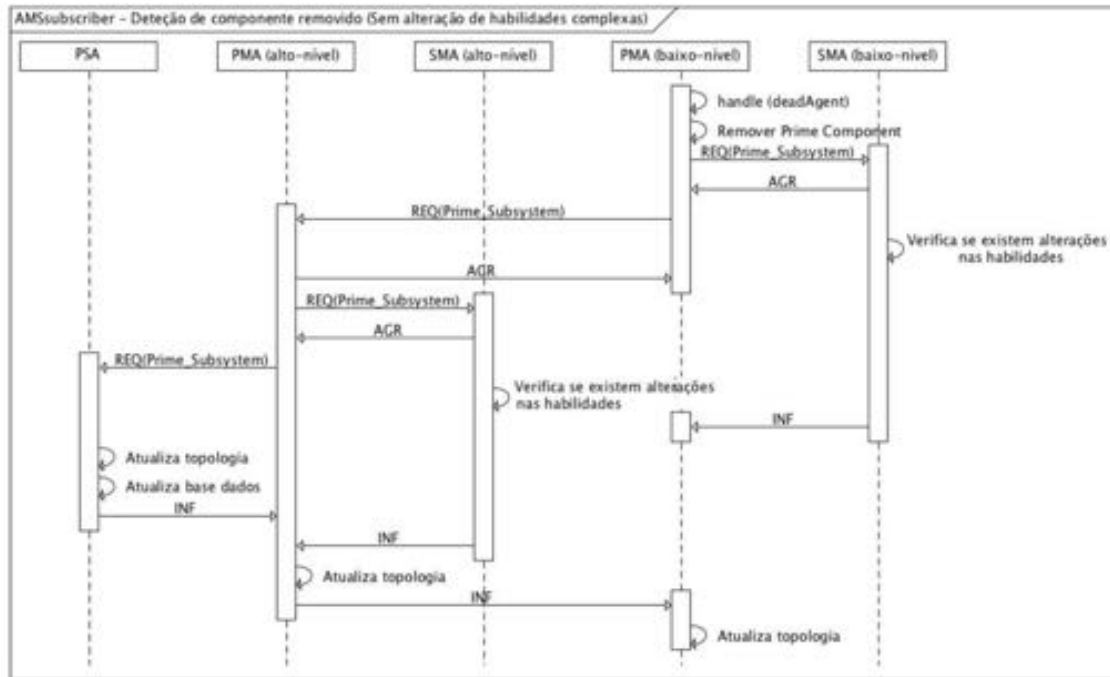 AMSsubscriber - Deteção de componente removido (Sem alteração de habilidades complexas)
PSA
PMA (alto-nível)
SMA (alto-nível)
PMA (baixo-nível)
SMA (baixo-nível)
handle (deadAgent)
Remover Prime Component
REQ(Prime_Subsystem)
AGR
REQ(Prime_Subsystem)
Verifica se existem alterações
nas habilidades
AGR
REQ(Prime_Subsystem)
AGR
REQ(Prime_Subsystem)
Verifica se existem alterações
nas habilidades
INF
Atualiza topologia
Atualiza base dados
INF
INF
Atualiza topologia
INF
Atualiza topologia